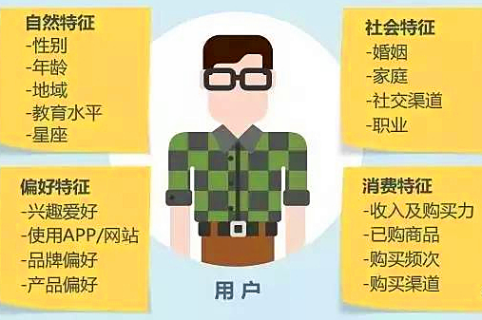 自然特征
-性别
-年龄
-地域
-教育水平
-星座
社会特征
-婚姻
-家庭
-社交渠道
-职业
偏好特征
-兴趣爱好
-使用APP/网站
-品牌偏好
-产品偏好
消费特征
-收入及购买力
-已购商品
-购买频次
-购买渠道
用户